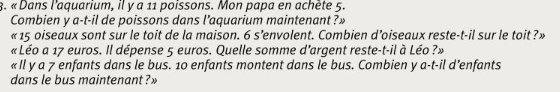 3. «Dans l'aquarium, il y a 11 poissons. Mon papa en achète 5.
Combien y a-t-il de poissons dans l'aquarium maintenant?»
«15 oiseaux sont sur le toit de la maison. 6 s'envolent. Combien d'oiseaux reste-t-il sur le toit?»
«Léo a 17 euros. Il dépense 5 euros. Quelle somme d'argent reste-t-il à Léo?»
«Il y a 7 enfants dans le bus. 10 enfants montent dans le bus. Combien y a-t-il d'enfants
dans le bus maintenant?»